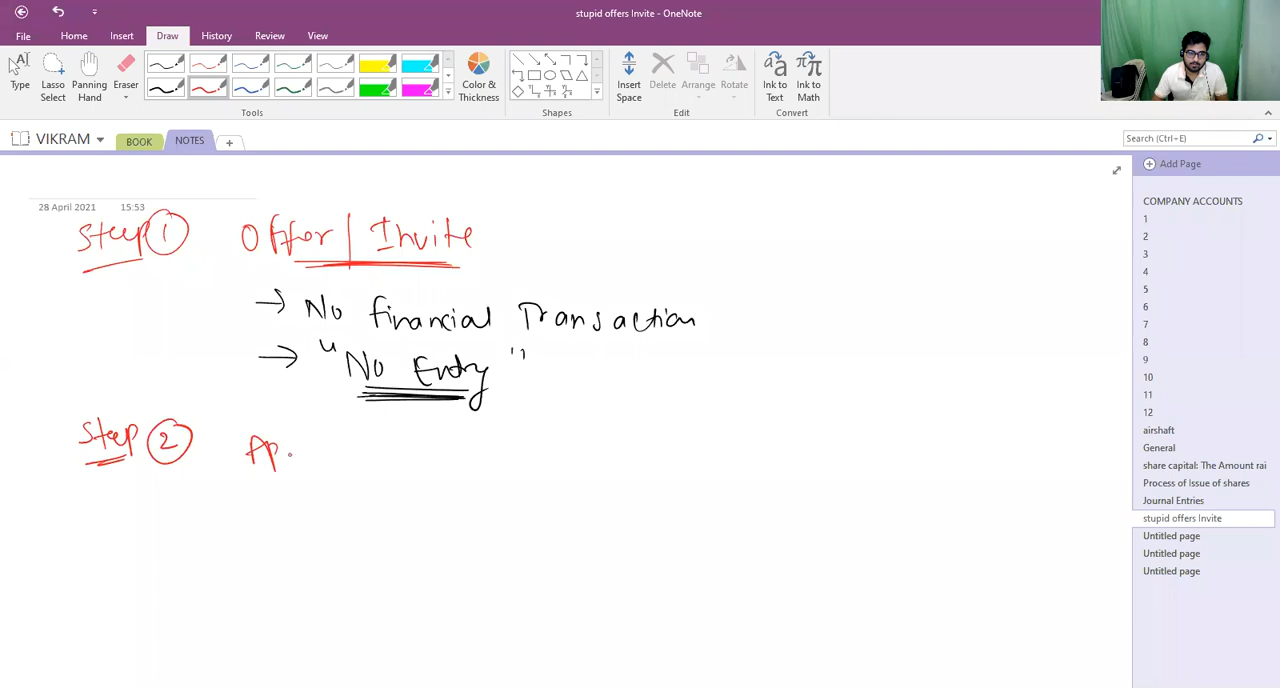 stupid offers Invite - OneNote
File Home Insert Draw History Review View
Type Lasso Select Panning Hand Eraser Color & Thickness Insert Space Delete Arrange Rotate Ink to Text Ink to Math
Tools Shapes Edit Convert
VIKRAM BOOK NOTES Search (Ctrl+E)
Add Page
28 April 2021 15:53
Step 1 Offer | Invite
→ No financial Transaction
→ "No Entry"
Step 2 Ap
COMPANY ACCOUNTS
1
2
3
4
5
6
7
8
9
10
11
12
airshaft
General
share capital: The Amount rai
Process of Issue of shares
Journal Entries
stupid offers Invite
Untitled page
Untitled page
Untitled page